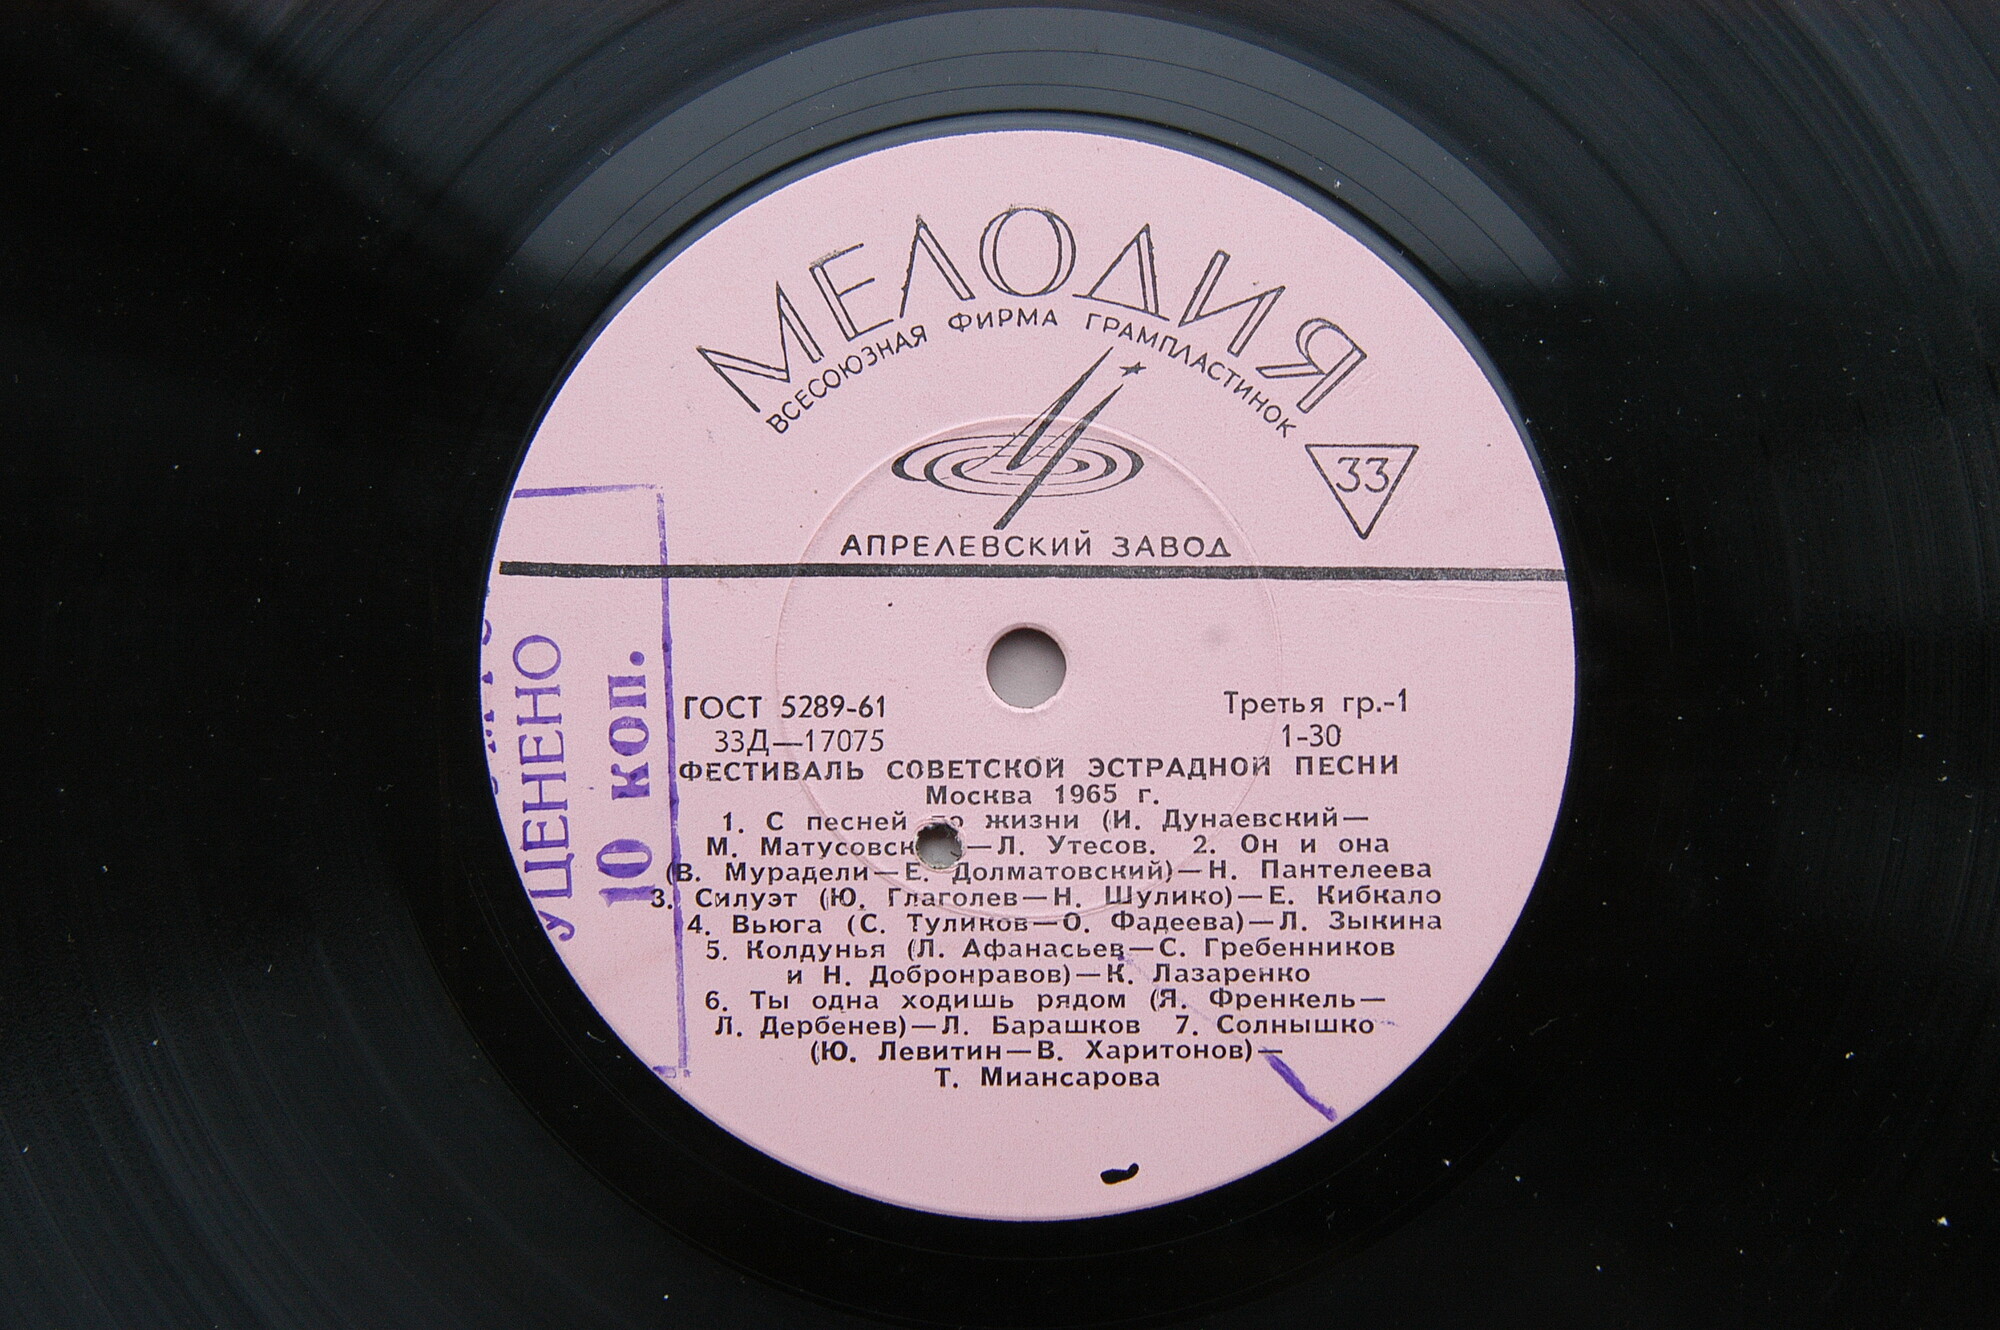 МЕЛОДИЯ
ВСЕСОЮЗНАЯ ФИРМА ГРАМПЛАСТИНОК
33
АПРЕЛЕВСКИЙ ЗАВОД
УЦЕНЕНО
10 коп.
ГОСТ 5289-61 Третья гр.-1
33Д—17075 1-30
ФЕСТИВАЛЬ СОВЕТСКОЙ ЭСТРАДНОЙ ПЕСНИ
Москва 1965 г.
1. С песней по жизни (И. Дунаевский—
М. Матусовский)—Л. Утесов. 2. Он и она
(В. Мурадели—Е. Долматовский)—Н. Пантелеева
3. Силуэт (Ю. Глаголев—Н. Шулико)—Е. Кибкало
4. Вьюга (С. Туликов—О. Фадеева)—Л. Зыкина
5. Колдунья (Л. Афанасьев—С. Гребенников
и Н. Добронравов)—К. Лазаренко
6. Ты одна ходишь рядом (Я. Френкель—
Л. Дербенев)—Л. Барашков 7. Солнышко
(Ю. Левитин—В. Харитонов)—
Т. Миансарова